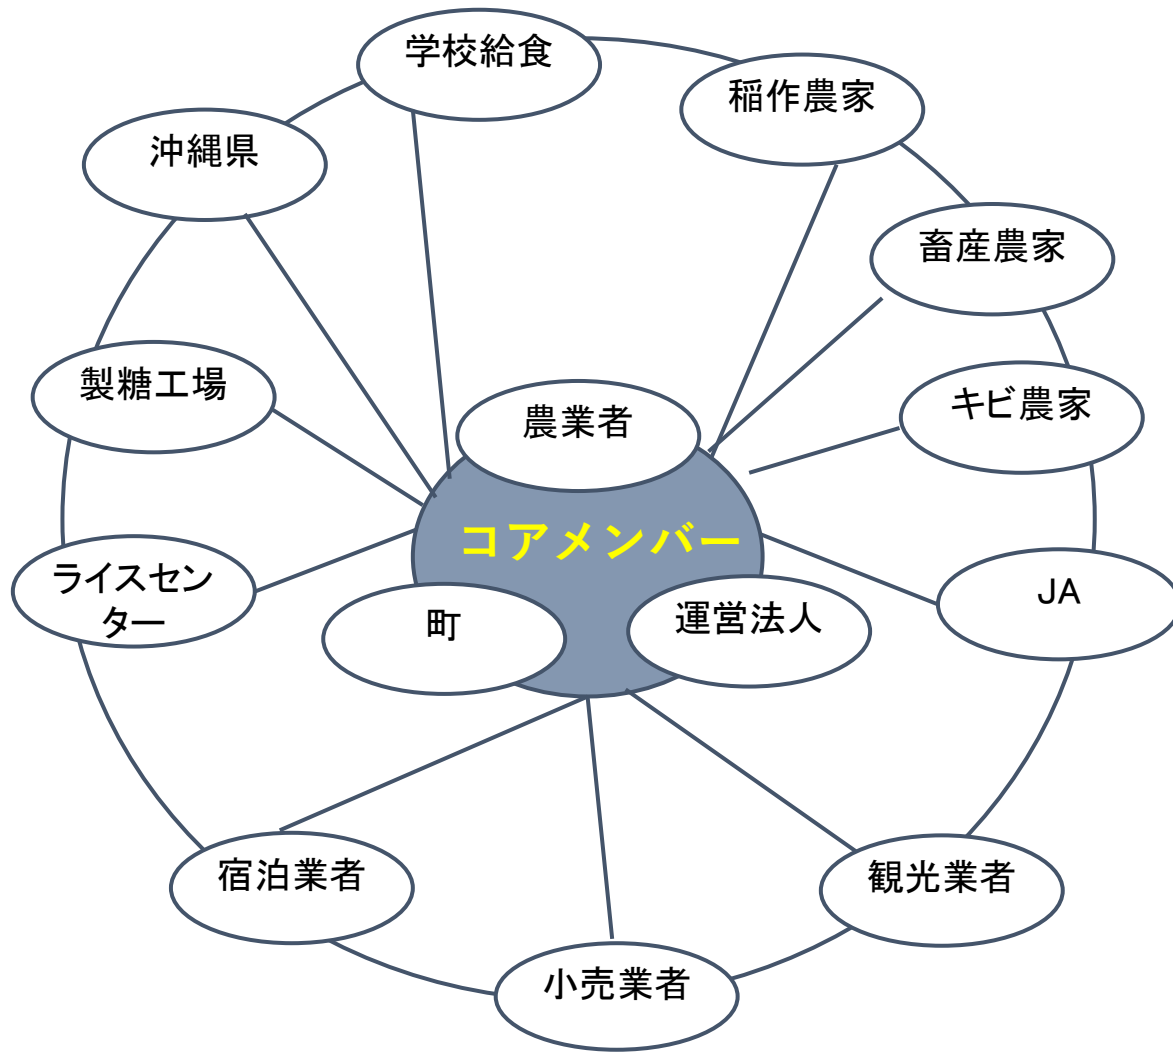 学校給食
稲作農家
沖縄県
畜産農家
製糖工場
キビ農家
農業者
コアメンバー
ライスセン
ター
JA
町
運営法人
宿泊業者
観光業者
小売業者